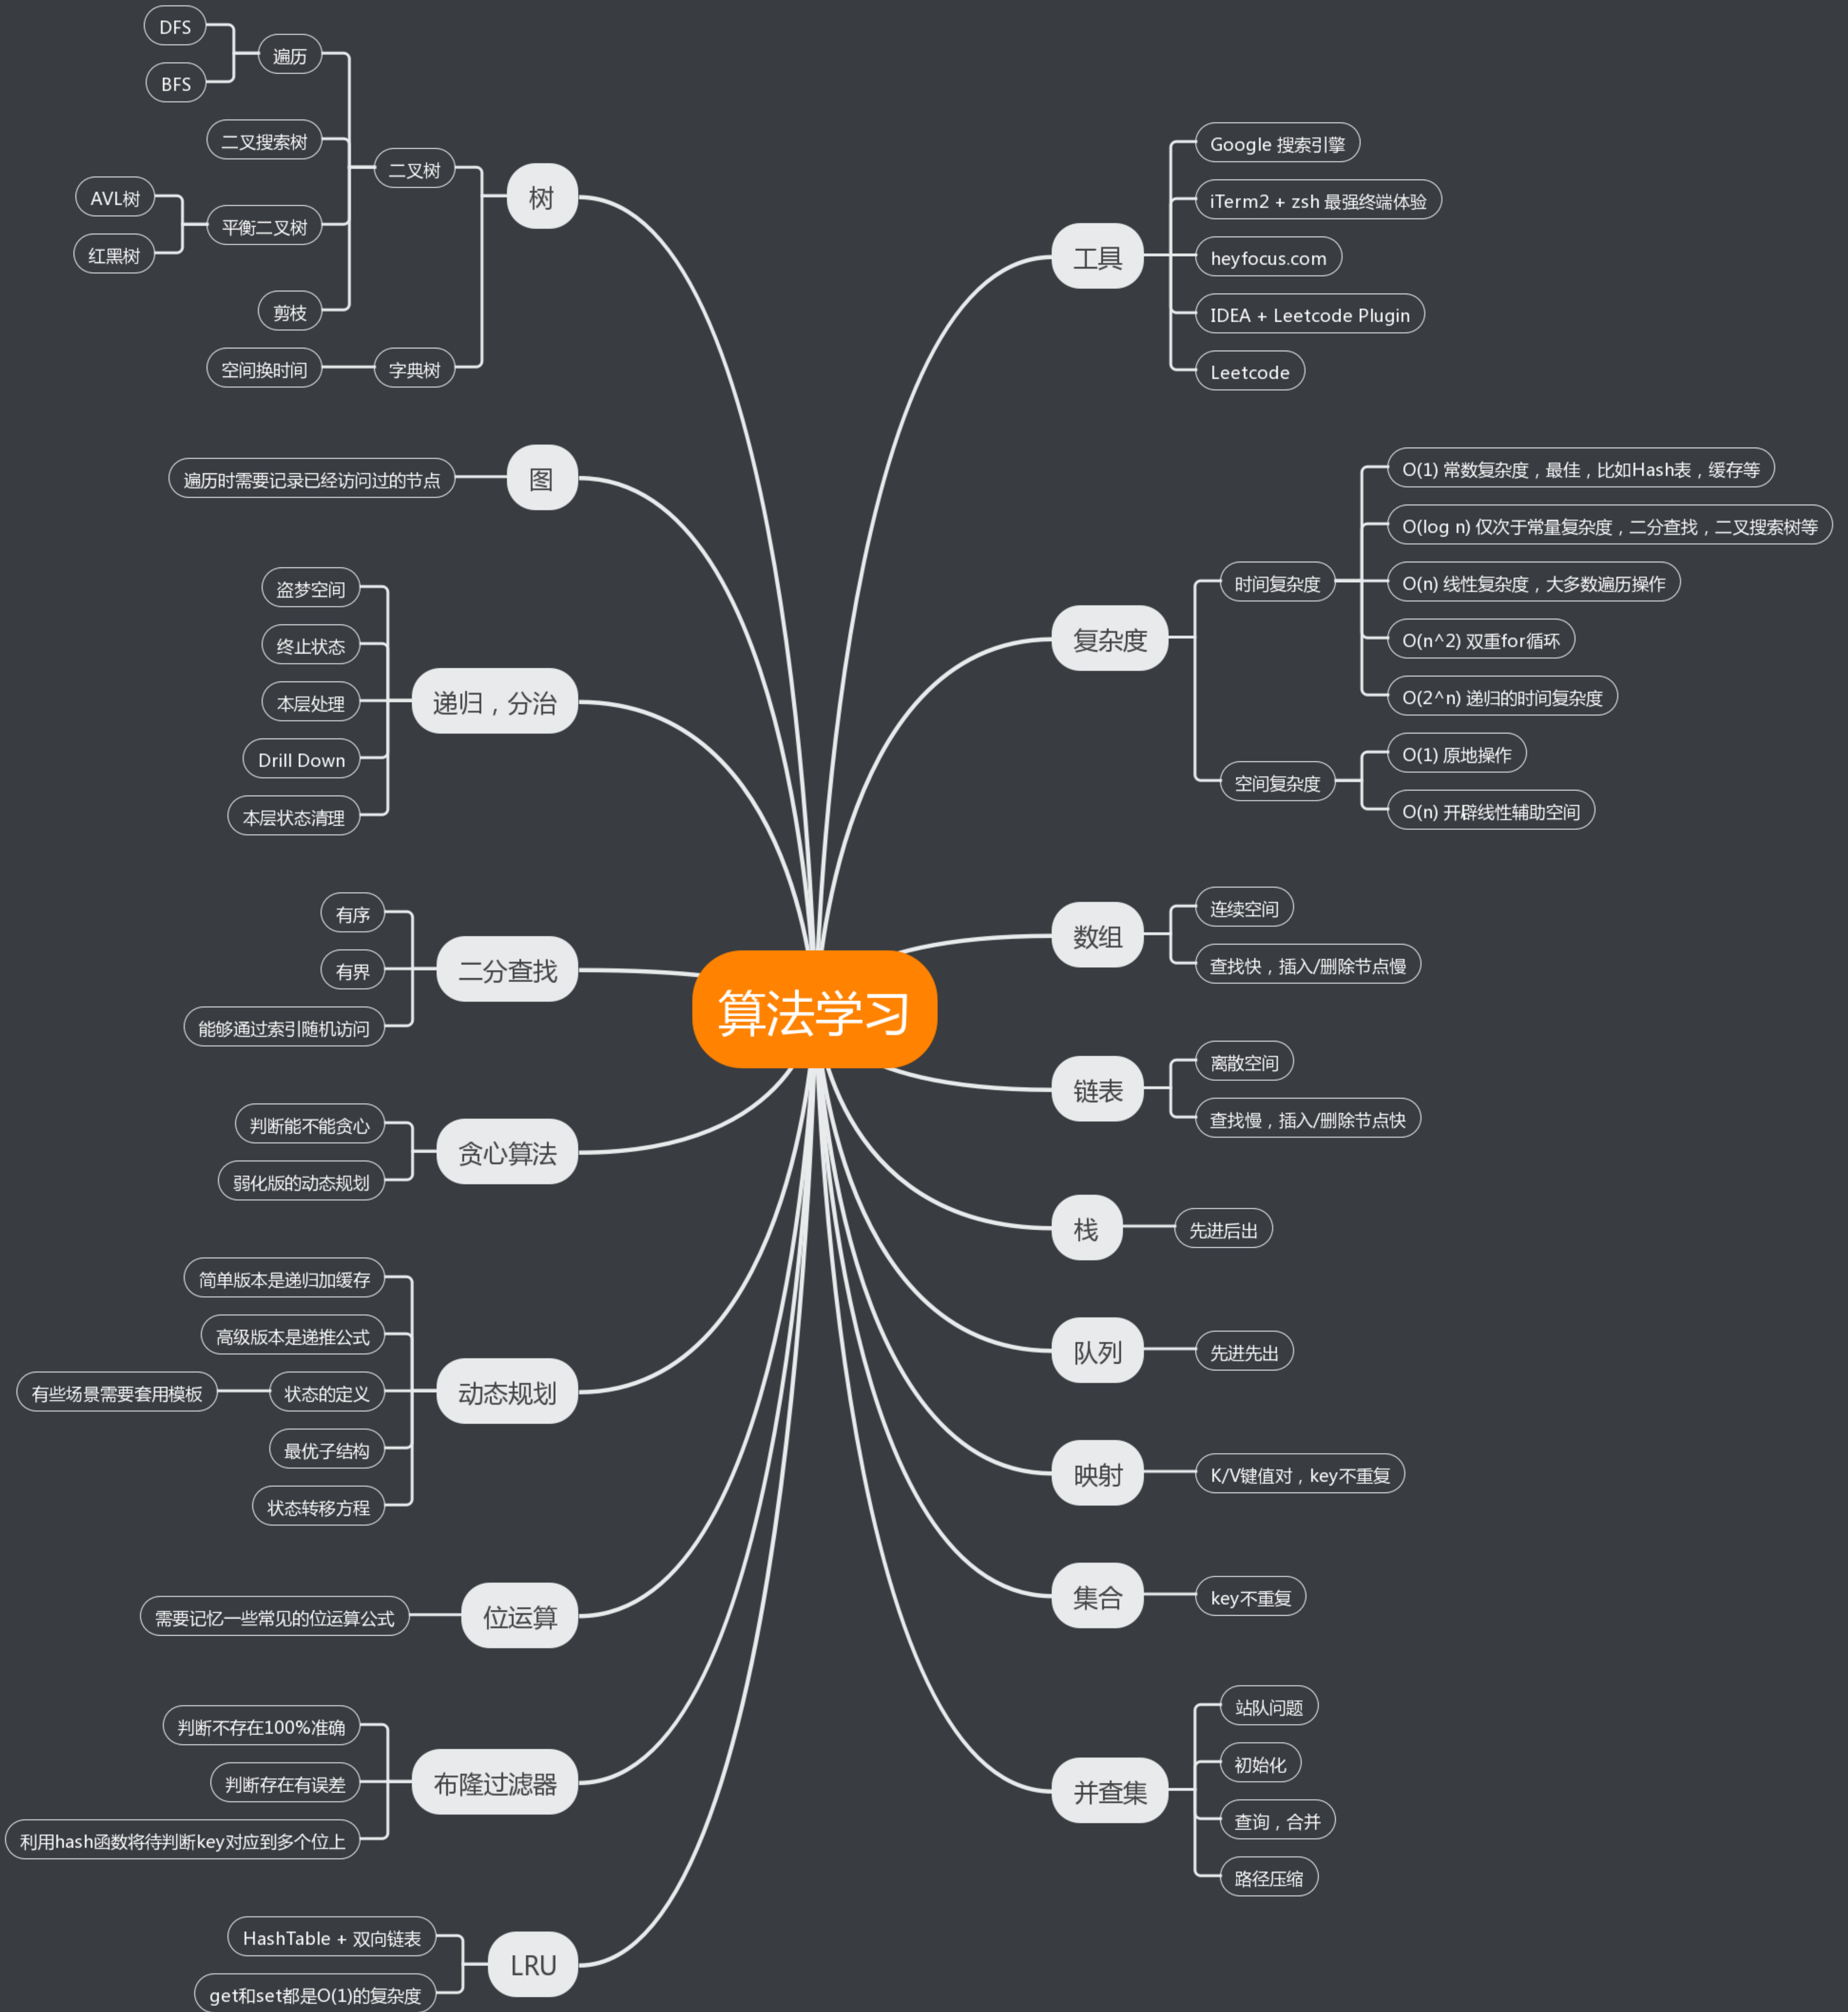 算法学习
工具
Google 搜索引擎
iTerm2 + zsh 最强终端体验
heyfocus.com
IDEA + Leetcode Plugin
Leetcode
复杂度
时间复杂度
O(1) 常数复杂度，最佳，比如Hash表，缓存等
O(log n) 仅次于常量复杂度，二分查找，二叉搜索树等
O(n) 线性复杂度，大多数遍历操作
O(n^2) 双重for循环
O(2^n) 递归的时间复杂度
空间复杂度
O(1) 原地操作
O(n) 开辟线性辅助空间
数组
连续空间
查找快，插入/删除节点慢
链表
离散空间
查找慢，插入/删除节点快
栈
先进后出
队列
先进先出
映射
K/V键值对，key不重复
集合
key不重复
并查集
站队问题
初始化
查询，合并
路径压缩
树
二叉树
遍历
DFS
BFS
二叉搜索树
平衡二叉树
AVL树
红黑树
剪枝
字典树
空间换时间
图
遍历时需要记录已经访问过的节点
递归，分治
盗梦空间
终止状态
本层处理
Drill Down
本层状态清理
二分查找
有序
有界
能够通过索引随机访问
贪心算法
判断能不能贪心
弱化版的动态规划
动态规划
简单版本是递归加缓存
高级版本是递推公式
状态的定义
有些场景需要套用模板
最优子结构
状态转移方程
位运算
需要记忆一些常见的位运算公式
布隆过滤器
判断不存在100%准确
判断存在有误差
利用hash函数将待判断key对应到多个位上
LRU
HashTable + 双向链表
get和set都是O(1)的复杂度